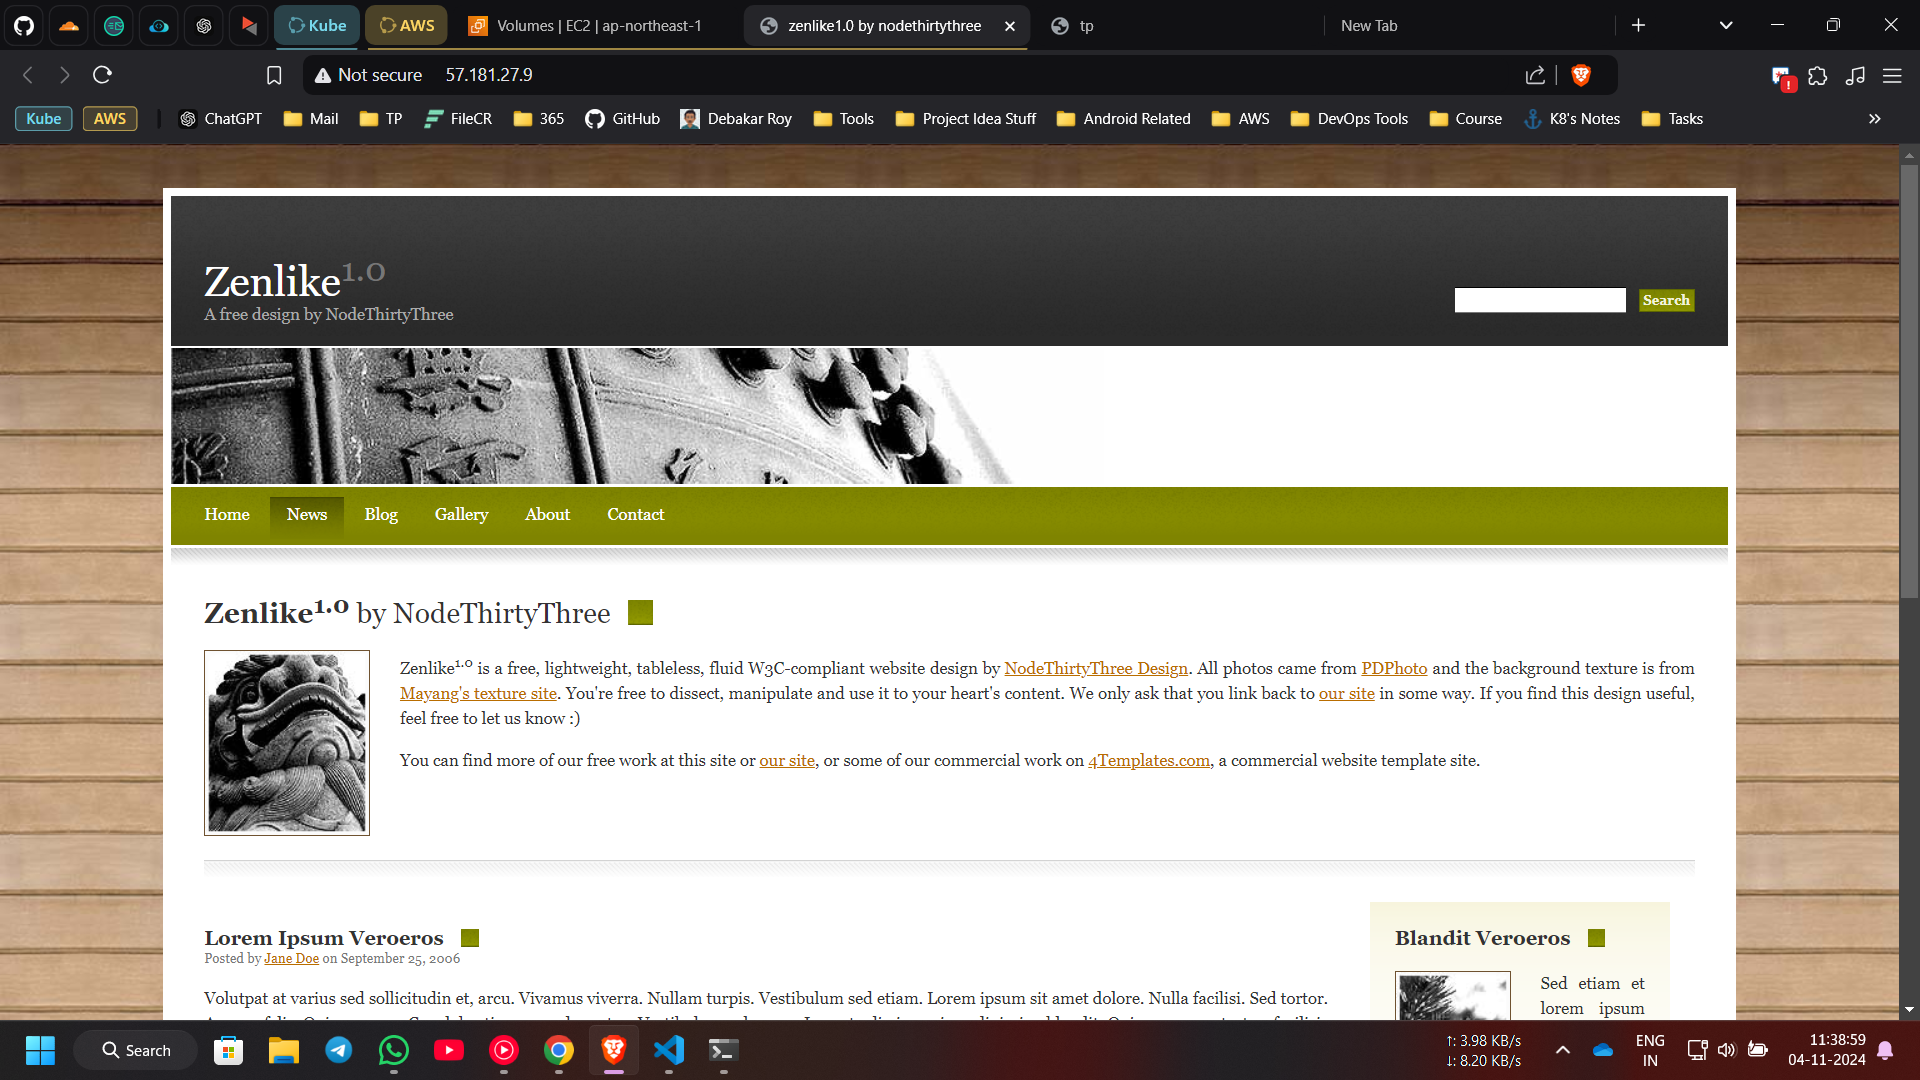 Kube
AWS
Volumes | EC2 | ap-northeast-1
zenlike1.0 by nodethirtythree
tp
New Tab
Not secure
57.181.27.9
Kube
AWS
ChatGPT
Mail
TP
FileCR
365
GitHub
Debakar Roy
Tools
Project Idea Stuff
Android Related
AWS
DevOps Tools
Course
K8's Notes
Tasks
Zenlike1.0
A free design by NodeThirtyThree
Search
Home
News
Blog
Gallery
About
Contact
Zenlike1.0 by NodeThirtyThree
Zenlike1.0 is a free, lightweight, tableless, fluid W3C-compliant website design by NodeThirtyThree Design. All photos came from PDPhoto and the background texture is from
Mayang's texture site. You're free to dissect, manipulate and use it to your heart's content. We only ask that you link back to our site in some way. If you find this design useful,
feel free to let us know :)
You can find more of our free work at this site or our site, or some of our commercial work on 4Templates.com, a commercial website template site.
Lorem Ipsum Veroeros
Posted by Jane Doe on September 25, 2006
Volutpat at varius sed sollicitudin et, arcu. Vivamus viverra. Nullam turpis. Vestibulum sed etiam. Lorem ipsum sit amet dolore. Nulla facilisi. Sed tortor.
Blandit Veroeros
Sed etiam et
lorem ipsum
Search
↑: 3.98 KB/s
↓: 8.20 KB/s
ENG
IN
11:38:59
04-11-2024